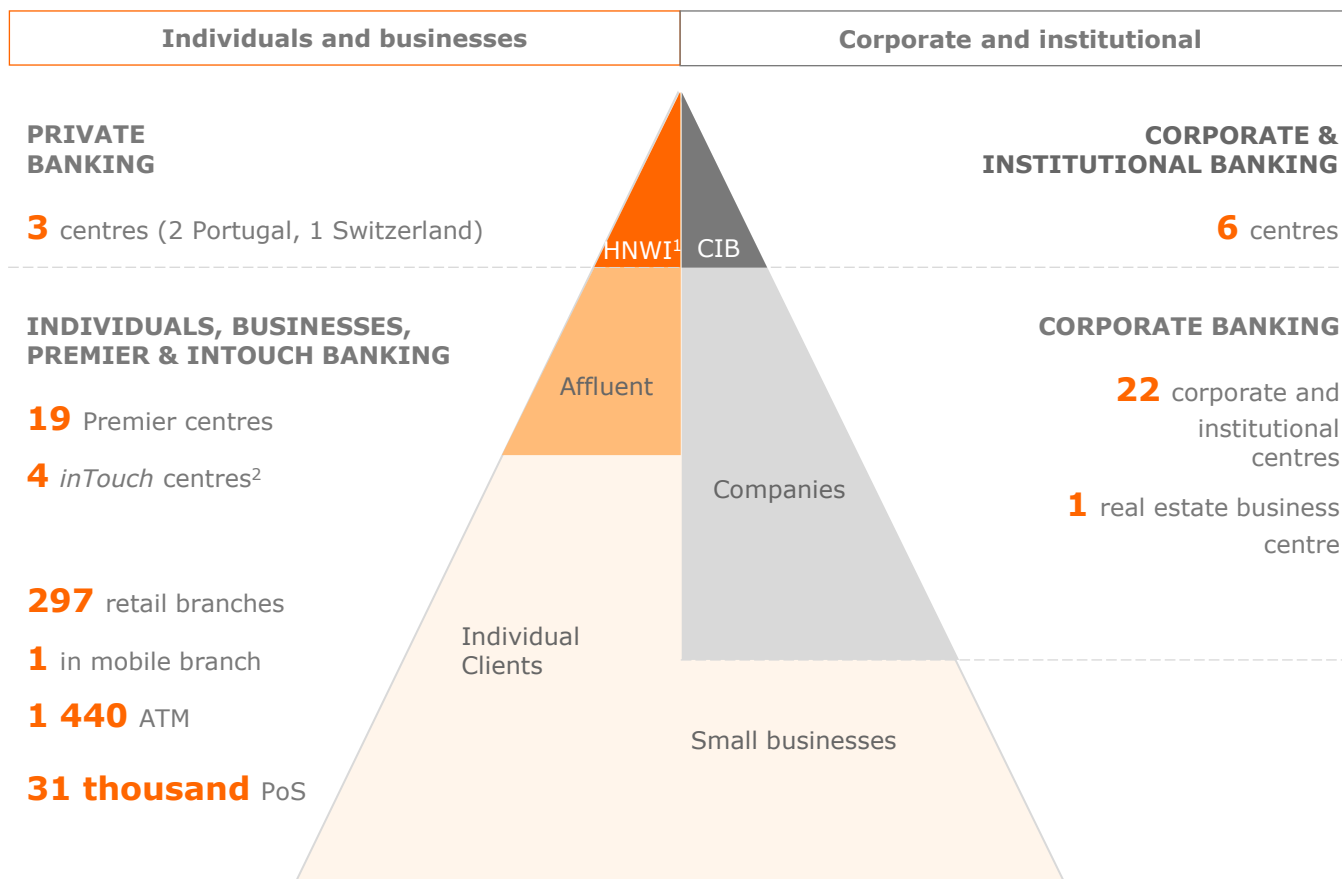 Individuals and businesses
Corporate and institutional
PRIVATE
BANKING
3 centres (2 Portugal, 1 Switzerland)
HNWI¹
CIB
CORPORATE &
INSTITUTIONAL BANKING
6 centres
INDIVIDUALS, BUSINESSES,
PREMIER & INTOUCH BANKING
19 Premier centres
4 inTouch centres²
297 retail branches
1 in mobile branch
1 440 ATM
31 thousand PoS
Affluent
Individual
Clients
Companies
Small businesses
CORPORATE BANKING
22 corporate and
institutional
centres
1 real estate business
centre